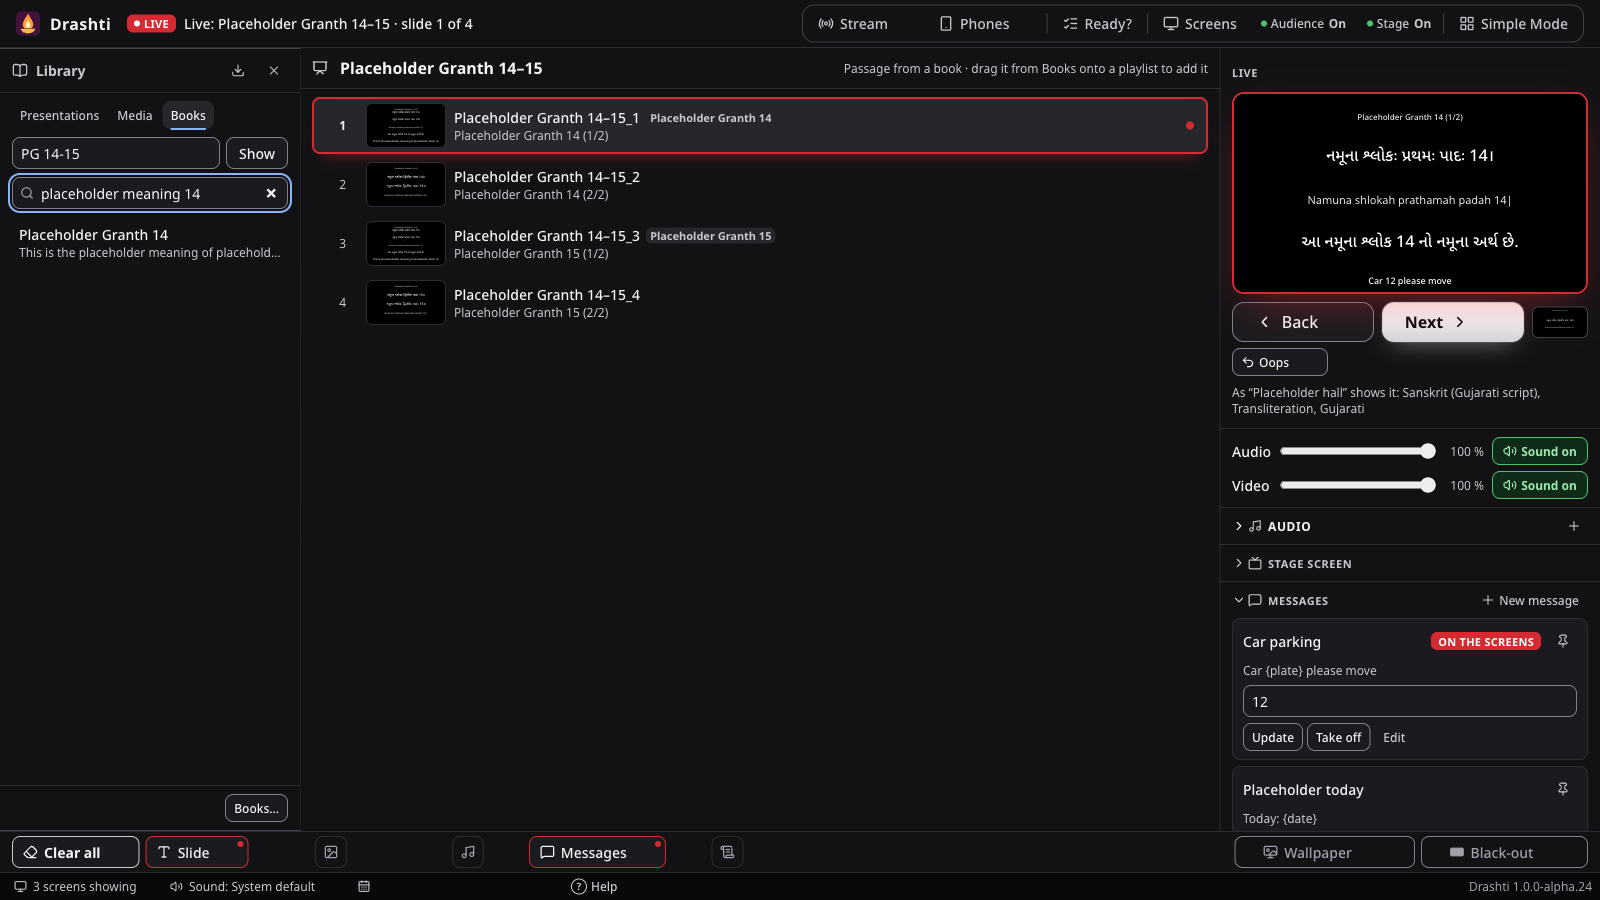 Drashti
LIVE
Live: Placeholder Granth 14–15 · slide 1 of 4
Stream
Phones
Ready?
Screens
Audience On
Stage On
Simple Mode
Library
Presentations
Media
Books
PG 14-15
Show
placeholder meaning 14
Placeholder Granth 14
This is the placeholder meaning of placehold...
Books...
Placeholder Granth 14–15
Passage from a book · drag it from Books onto a playlist to add it
1
Placeholder Granth 14–15_1
Placeholder Granth 14
Placeholder Granth 14 (1/2)
2
Placeholder Granth 14–15_2
Placeholder Granth 14 (2/2)
3
Placeholder Granth 14–15_3
Placeholder Granth 15
Placeholder Granth 15 (1/2)
4
Placeholder Granth 14–15_4
Placeholder Granth 15 (2/2)
LIVE
Placeholder Granth 14 (1/2)
નમૂના શ્લોકઃ પ્રથમઃ પાદઃ 14।
Namuna shlokah prathamah padah 14|
આ નમૂના શ્લોક 14 નો નમૂના અર્થ છે.
Car 12 please move
Back
Next
Oops
As “Placeholder hall” shows it: Sanskrit (Gujarati script),
Transliteration, Gujarati
Audio
100 %
Sound on
Video
100 %
Sound on
AUDIO
STAGE SCREEN
MESSAGES
New message
Car parking
ON THE SCREENS
Car {plate} please move
12
Update
Take off
Edit
Placeholder today
Today: {date}
Clear all
Slide
Messages
Wallpaper
Black-out
3 screens showing
Sound: System default
Help
Drashti 1.0.0-alpha.24